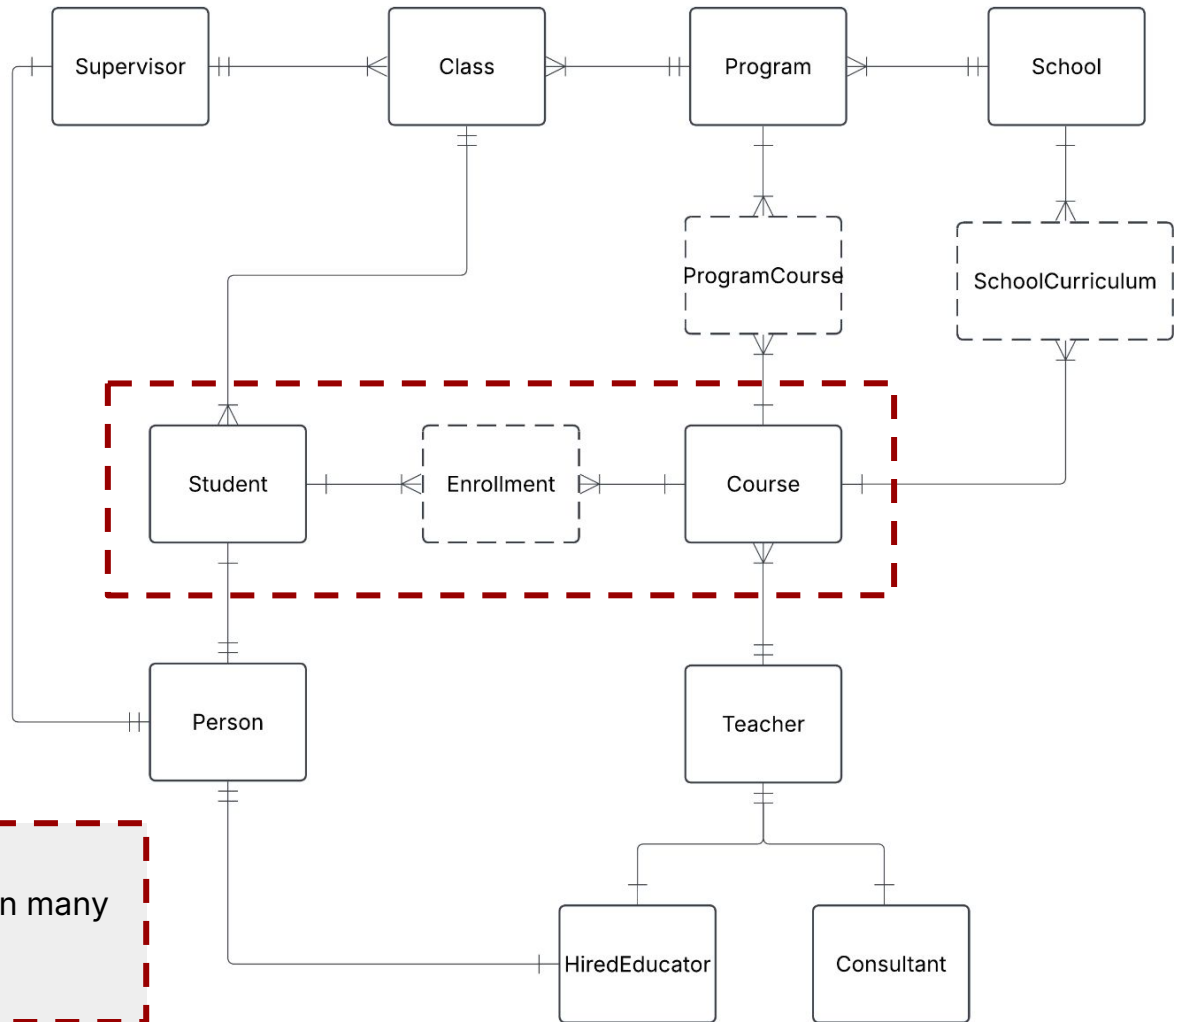 Supervisor
Class
Program
School
ProgramCourse
SchoolCurriculum
Student
Enrollment
Course
Person
Teacher
n many
HiredEducator
Consultant